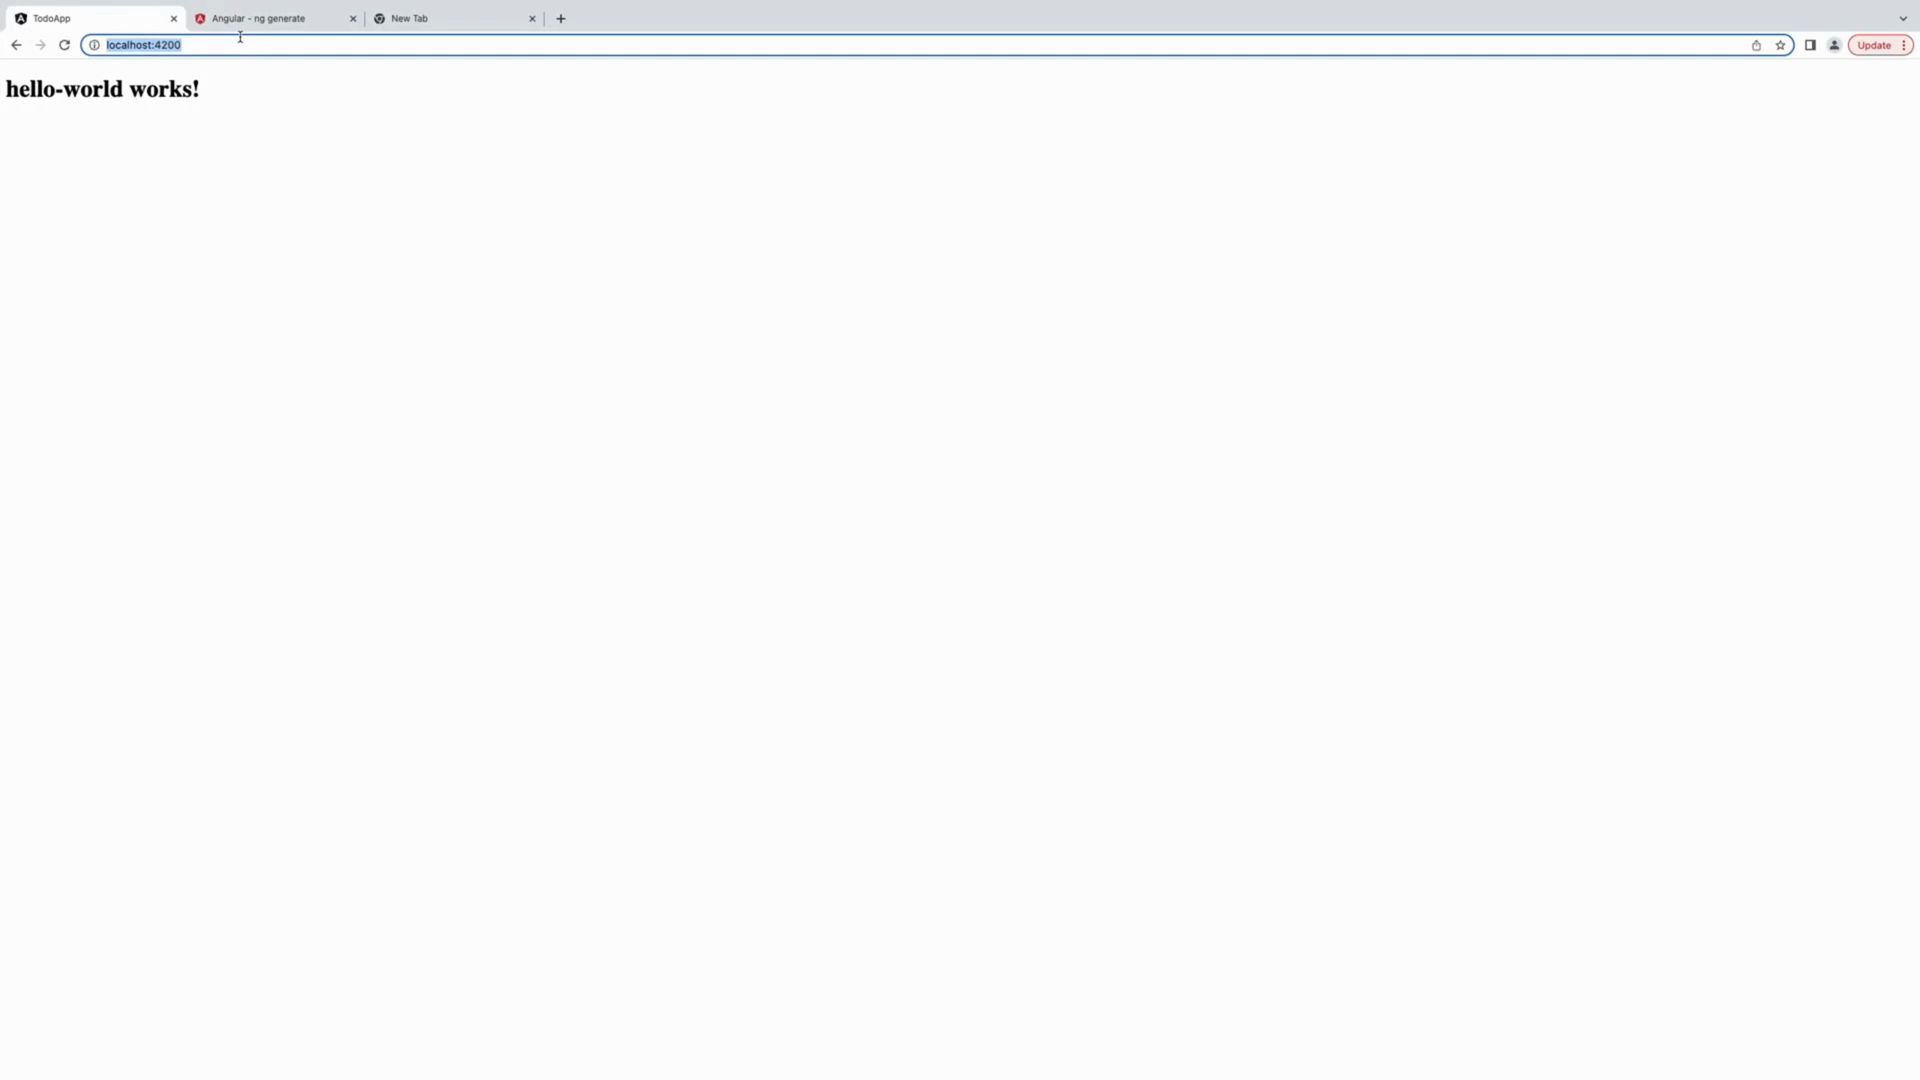 TodoApp
Angular - ng generate
New Tab
localhost:4200
Update
hello-world works!